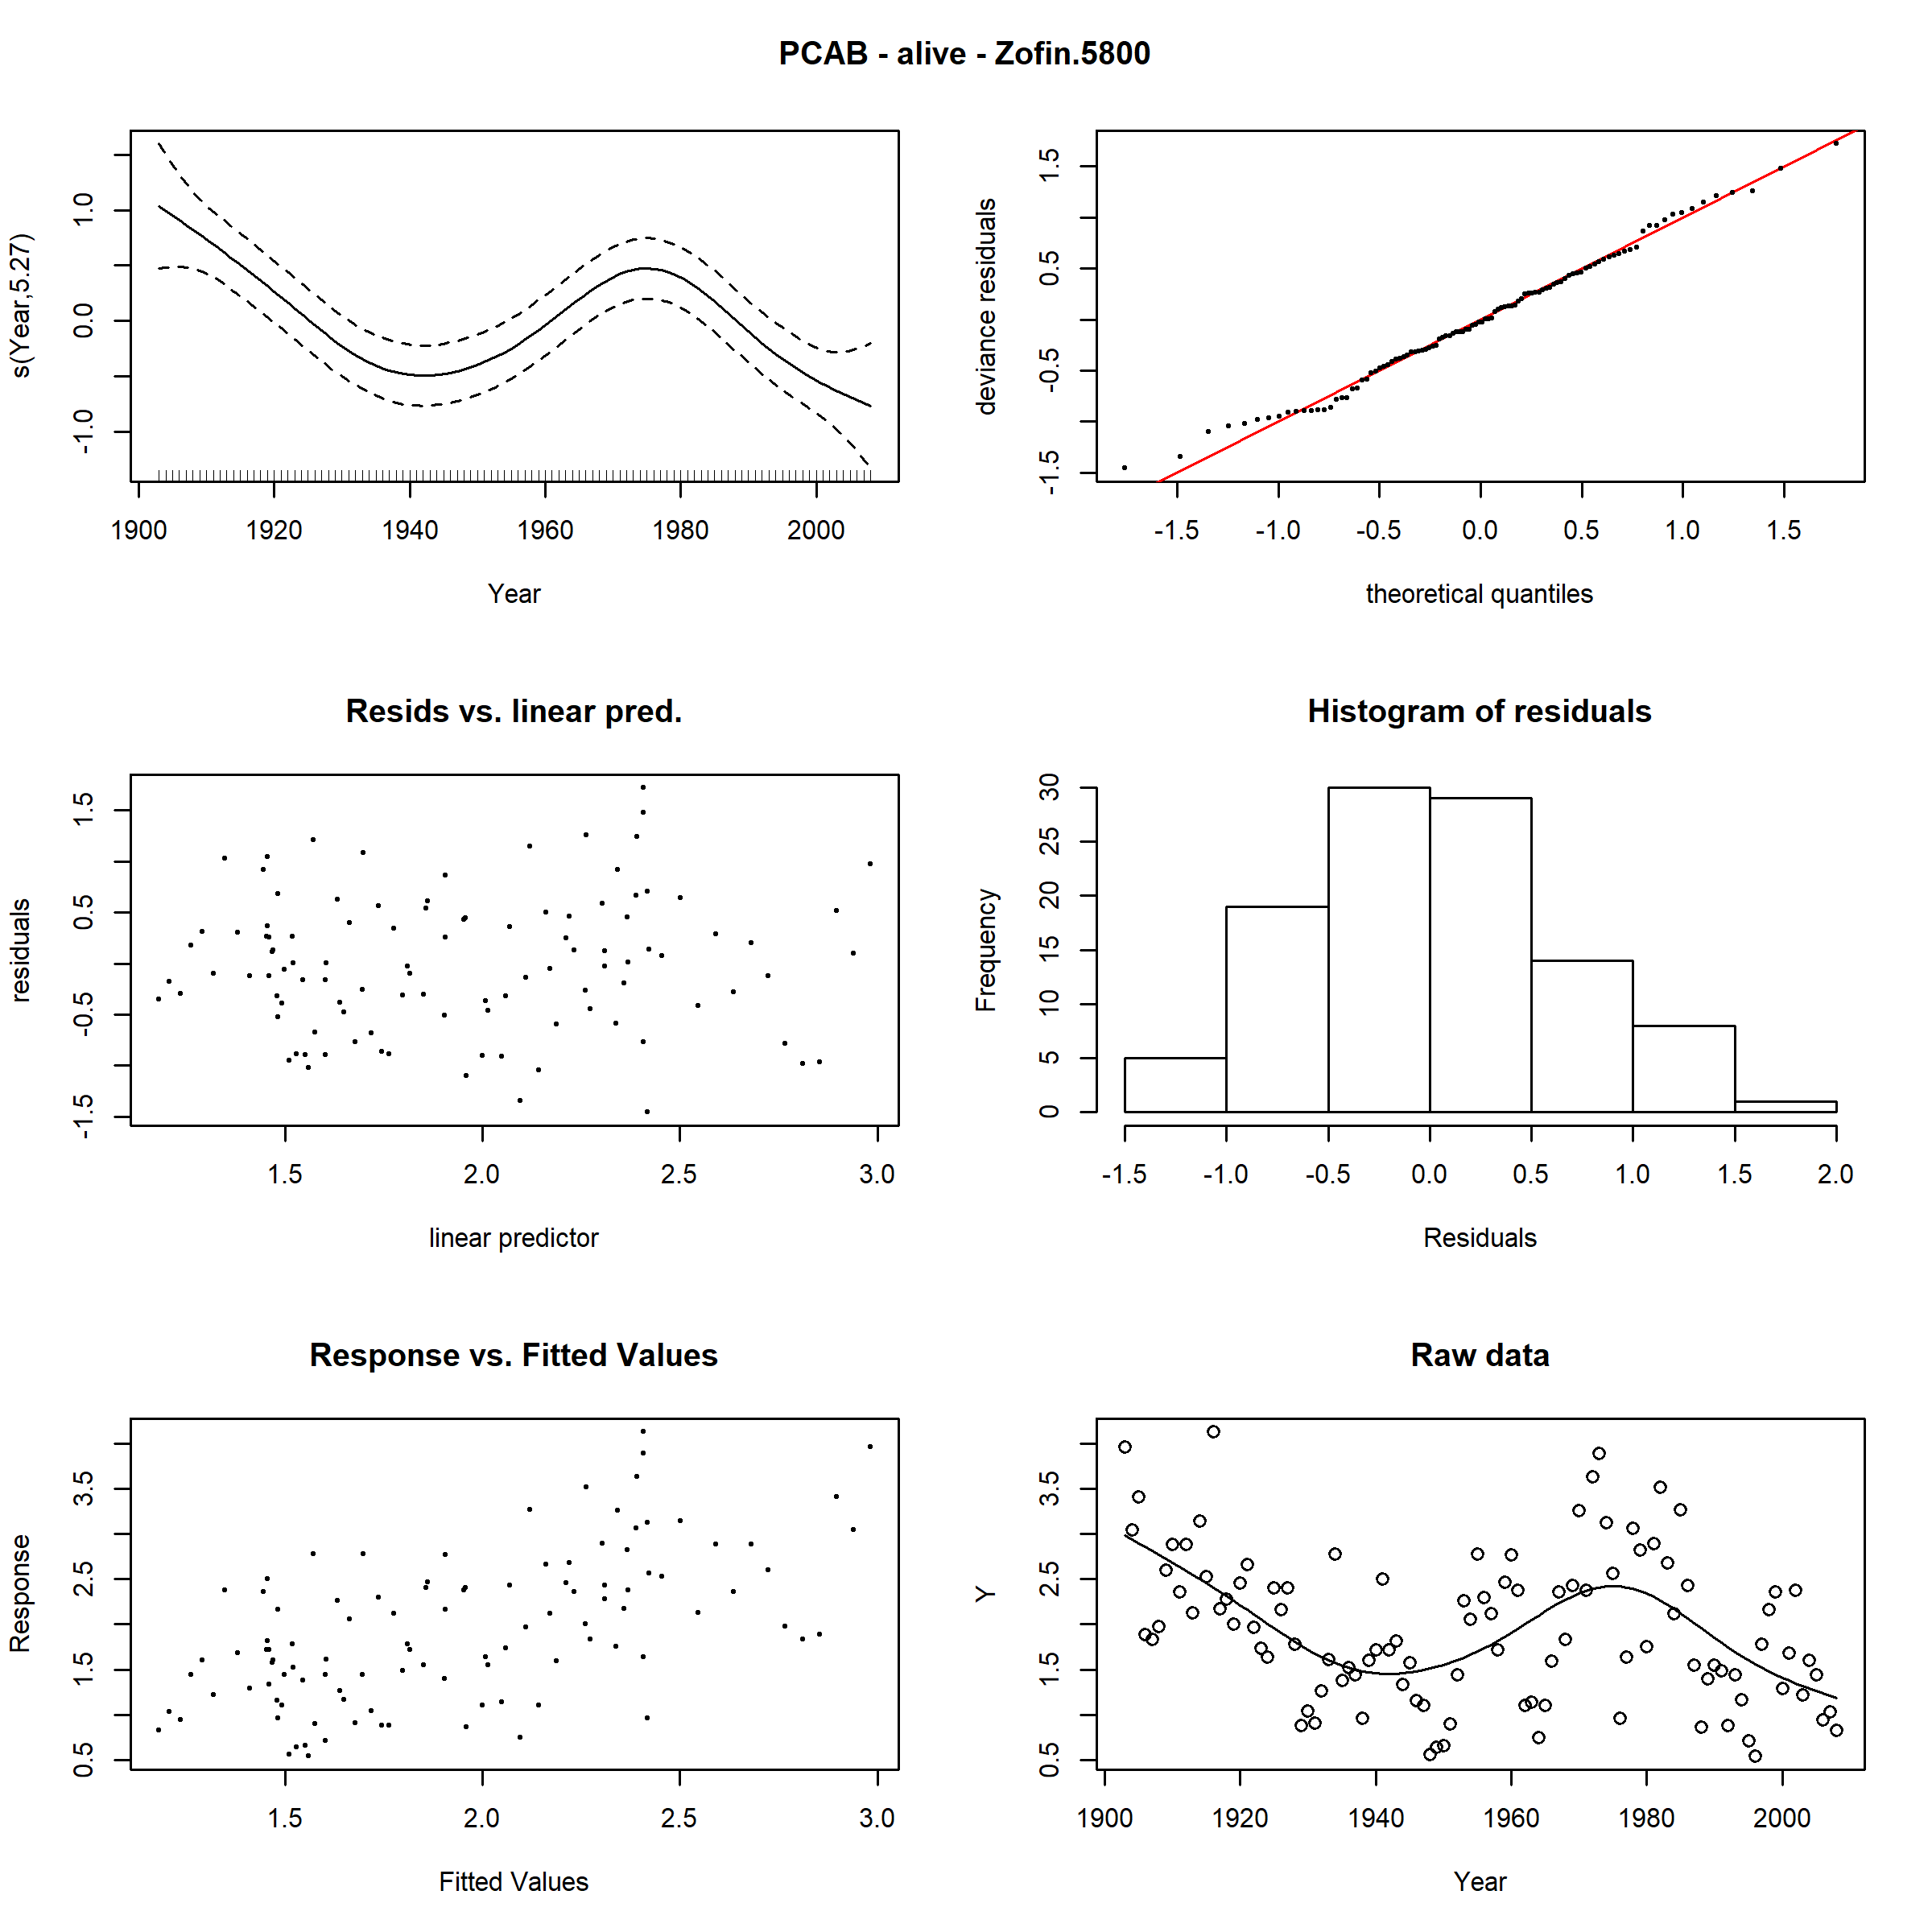 PCAB - alive - Zofin.5800
s(Year,5.27)
1.0
0.0
-1.0
1900 1920 1940 1960 1980 2000
Year
deviance residuals
1.5
0.5
-0.5
-1.5
-1.5 -1.0 -0.5 0.0 0.5 1.0 1.5
theoretical quantiles
Resids vs. linear pred.
residuals
1.5
0.5
-0.5
-1.5
1.5 2.0 2.5 3.0
linear predictor
Histogram of residuals
Frequency
30
25
20
15
10
5
0
-1.5 -1.0 -0.5 0.0 0.5 1.0 1.5 2.0
Residuals
Response vs. Fitted Values
Response
3.5
2.5
1.5
0.5
1.5 2.0 2.5 3.0
Fitted Values
Raw data
Y
3.5
2.5
1.5
0.5
1900 1920 1940 1960 1980 2000
Year